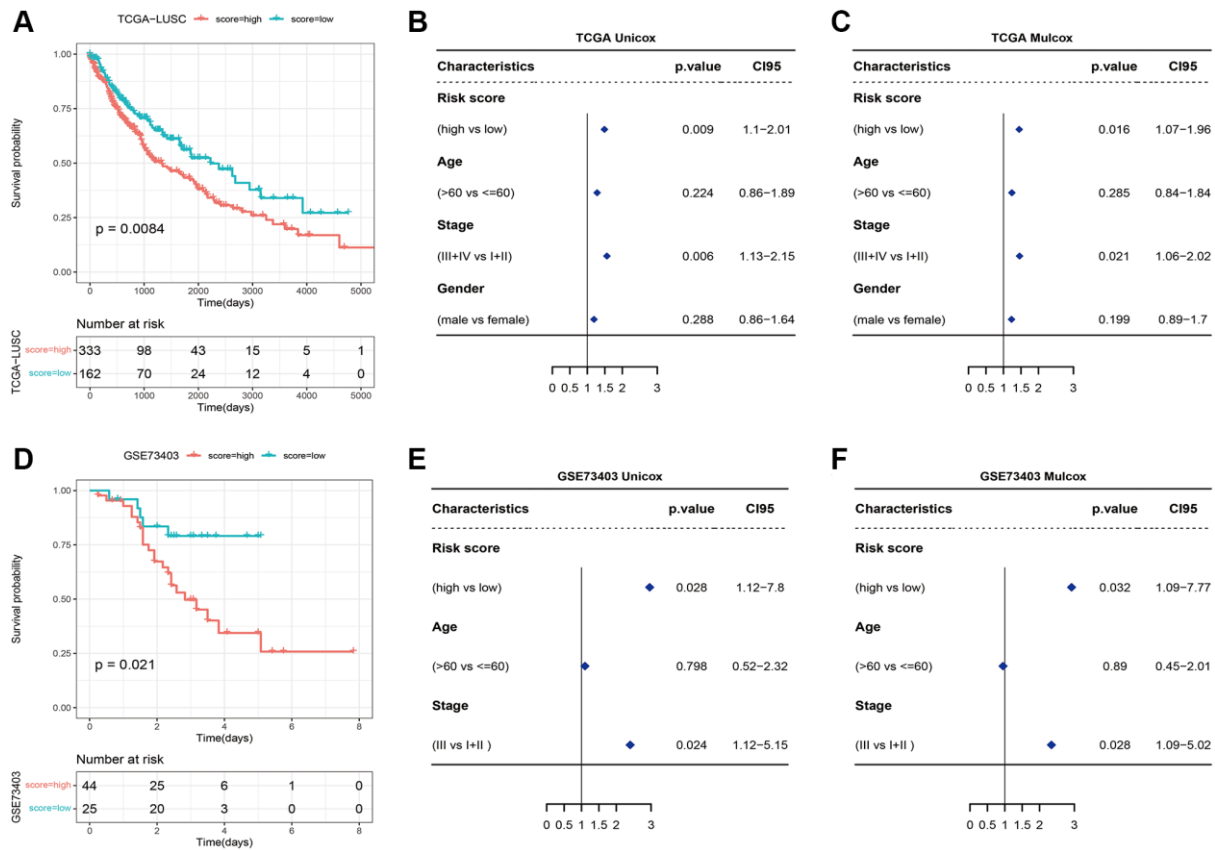 A
TCGA-LUSC score=high score=low
Survival probability
1.00
0.75
0.50
0.25
0.00
p = 0.0084
0 1000 2000 3000 4000 5000
Time(days)
Number at risk
TCGA-LUSC
score=high 333 98 43 15 5 1
score=low 162 70 24 12 4 0
0 1000 2000 3000 4000 5000
Time(days)
B
TCGA Unicox
Characteristics p.value CI95
Risk score
(high vs low) 0.009 1.1-2.01
Age
(>60 vs <=60) 0.224 0.86-1.89
Stage
(III+IV vs I+II) 0.006 1.13-2.15
Gender
(male vs female) 0.288 0.86-1.64
0 0.5 1 1.5 2 3
C
TCGA Mulcox
Characteristics p.value CI95
Risk score
(high vs low) 0.016 1.07-1.96
Age
(>60 vs <=60) 0.285 0.84-1.84
Stage
(III+IV vs I+II) 0.021 1.06-2.02
Gender
(male vs female) 0.199 0.89-1.7
0 0.5 1 1.5 2 3
D
GSE73403 score=high score=low
Survival probability
1.00
0.75
0.50
0.25
0.00
p = 0.021
0 2 4 6 8
Time(days)
Number at risk
GSE73403
score=high 44 25 6 1 0
score=low 25 20 3 0 0
0 2 4 6 8
Time(days)
E
GSE73403 Unicox
Characteristics p.value CI95
Risk score
(high vs low) 0.028 1.12-7.8
Age
(>60 vs <=60) 0.798 0.52-2.32
Stage
(III vs I+II ) 0.024 1.12-5.15
0 0.5 1 1.5 2 3
F
GSE73403 Mulcox
Characteristics p.value CI95
Risk score
(high vs low) 0.032 1.09-7.77
Age
(>60 vs <=60) 0.89 0.45-2.01
Stage
(III vs I+II ) 0.028 1.09-5.02
0 0.5 1 1.5 2 3